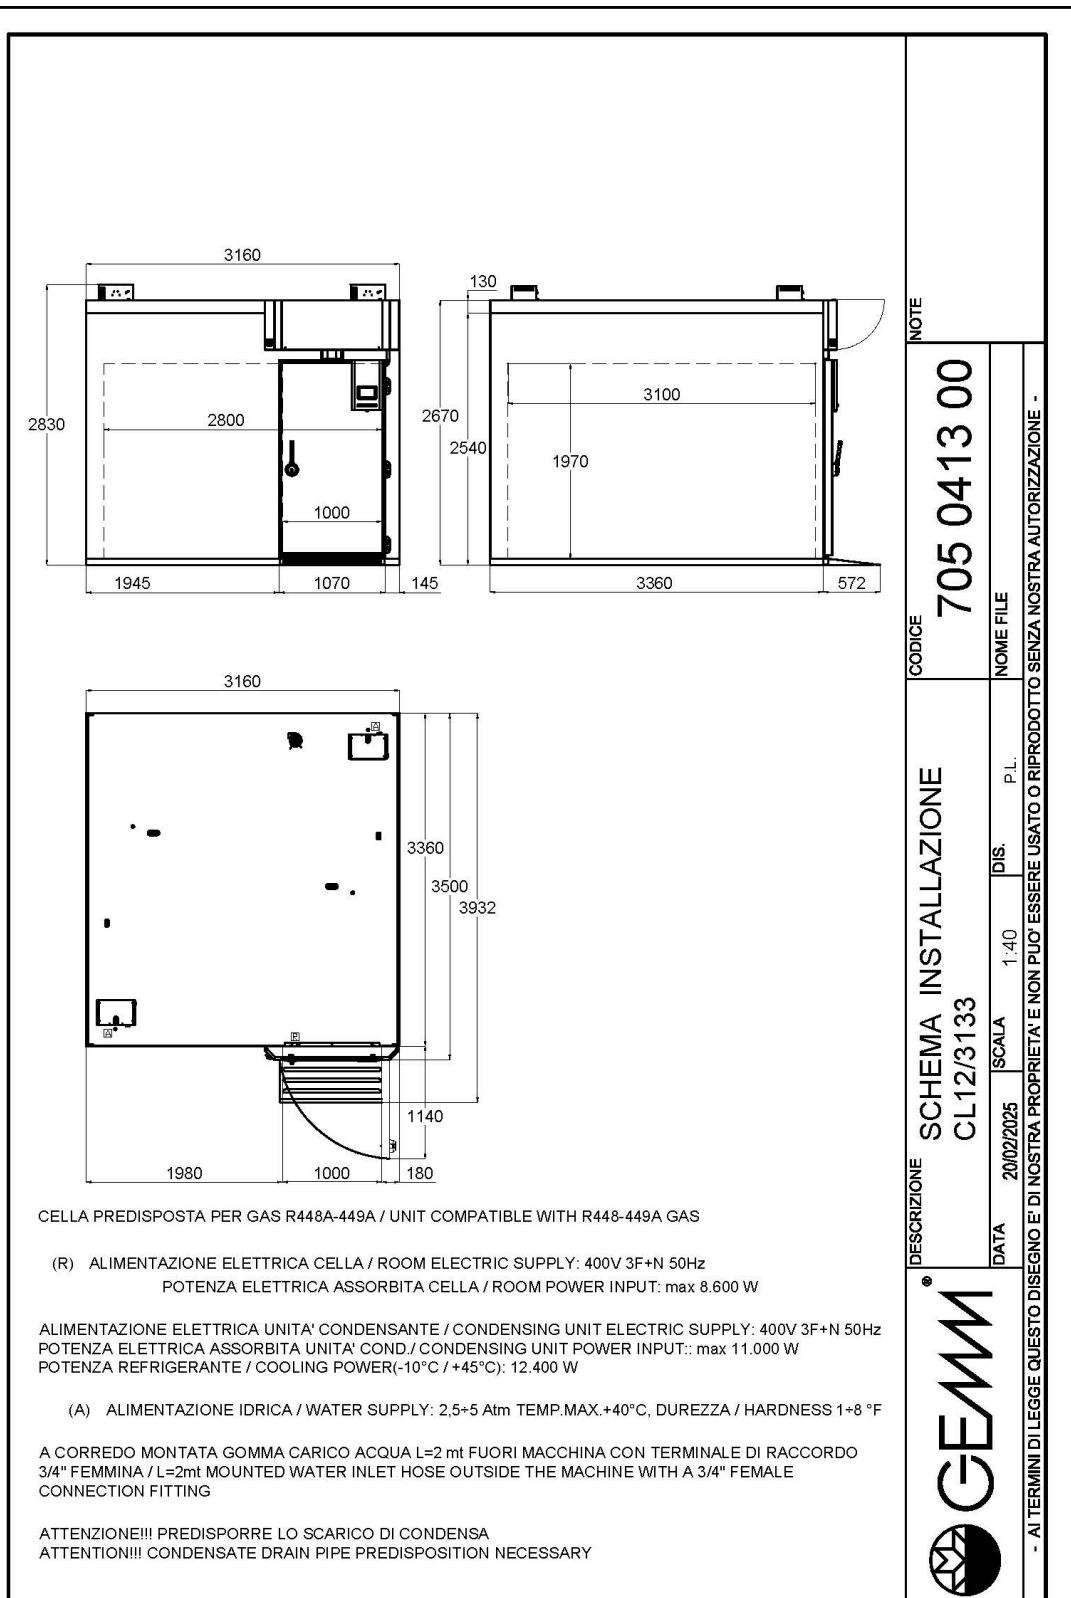 3160
130
2830
2800
1000
1945
1070
145
2670
2540
3100
1970
3360
572
3160
A
3360
3500
3932
A
R
1140
1980
1000
180
CELLA PREDISPOSTA PER GAS R448A-449A / UNIT COMPATIBLE WITH R448-449A GAS
(R) ALIMENTAZIONE ELETTRICA CELLA / ROOM ELECTRIC SUPPLY: 400V 3F+N 50Hz
POTENZA ELETTRICA ASSORBITA CELLA / ROOM POWER INPUT: max 8.600 W
ALIMENTAZIONE ELETTRICA UNITA' CONDENSANTE / CONDENSING UNIT ELECTRIC SUPPLY: 400V 3F+N 50Hz
POTENZA ELETTRICA ASSORBITA UNITA' COND./ CONDENSING UNIT POWER INPUT:: max 11.000 W
POTENZA REFRIGERANTE / COOLING POWER(-10°C / +45°C): 12.400 W
(A) ALIMENTAZIONE IDRICA / WATER SUPPLY: 2,5÷5 Atm TEMP.MAX.+40°C, DUREZZA / HARDNESS 1÷8 °F
A CORREDO MONTATA GOMMA CARICO ACQUA L=2 mt FUORI MACCHINA CON TERMINALE DI RACCORDO
3/4" FEMMINA / L=2mt MOUNTED WATER INLET HOSE OUTSIDE THE MACHINE WITH A 3/4" FEMALE
CONNECTION FITTING
ATTENZIONE!!! PREDISPORRE LO SCARICO DI CONDENSA
ATTENTION!!! CONDENSATE DRAIN PIPE PREDISPOSITION NECESSARY
GEMM®
DESCRIZIONE
SCHEMA INSTALLAZIONE
CL12/3133
CODICE
705 0413 00
NOTE
DATA
20/02/2025
SCALA
1:40
DIS.
P.L.
NOME FILE
- AI TERMINI DI LEGGE QUESTO DISEGNO E' DI NOSTRA PROPRIETA' E NON PUO' ESSERE USATO O RIPRODOTTO SENZA NOSTRA AUTORIZZAZIONE -